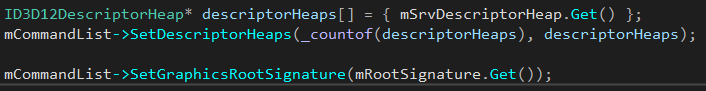 ID3D12DescriptorHeap* descriptorHeaps[] = { mSrvDescriptorHeap.Get() };
mCommandList->SetDescriptorHeaps(_countof(descriptorHeaps), descriptorHeaps);
mCommandList->SetGraphicsRootSignature(mRootSignature.Get());